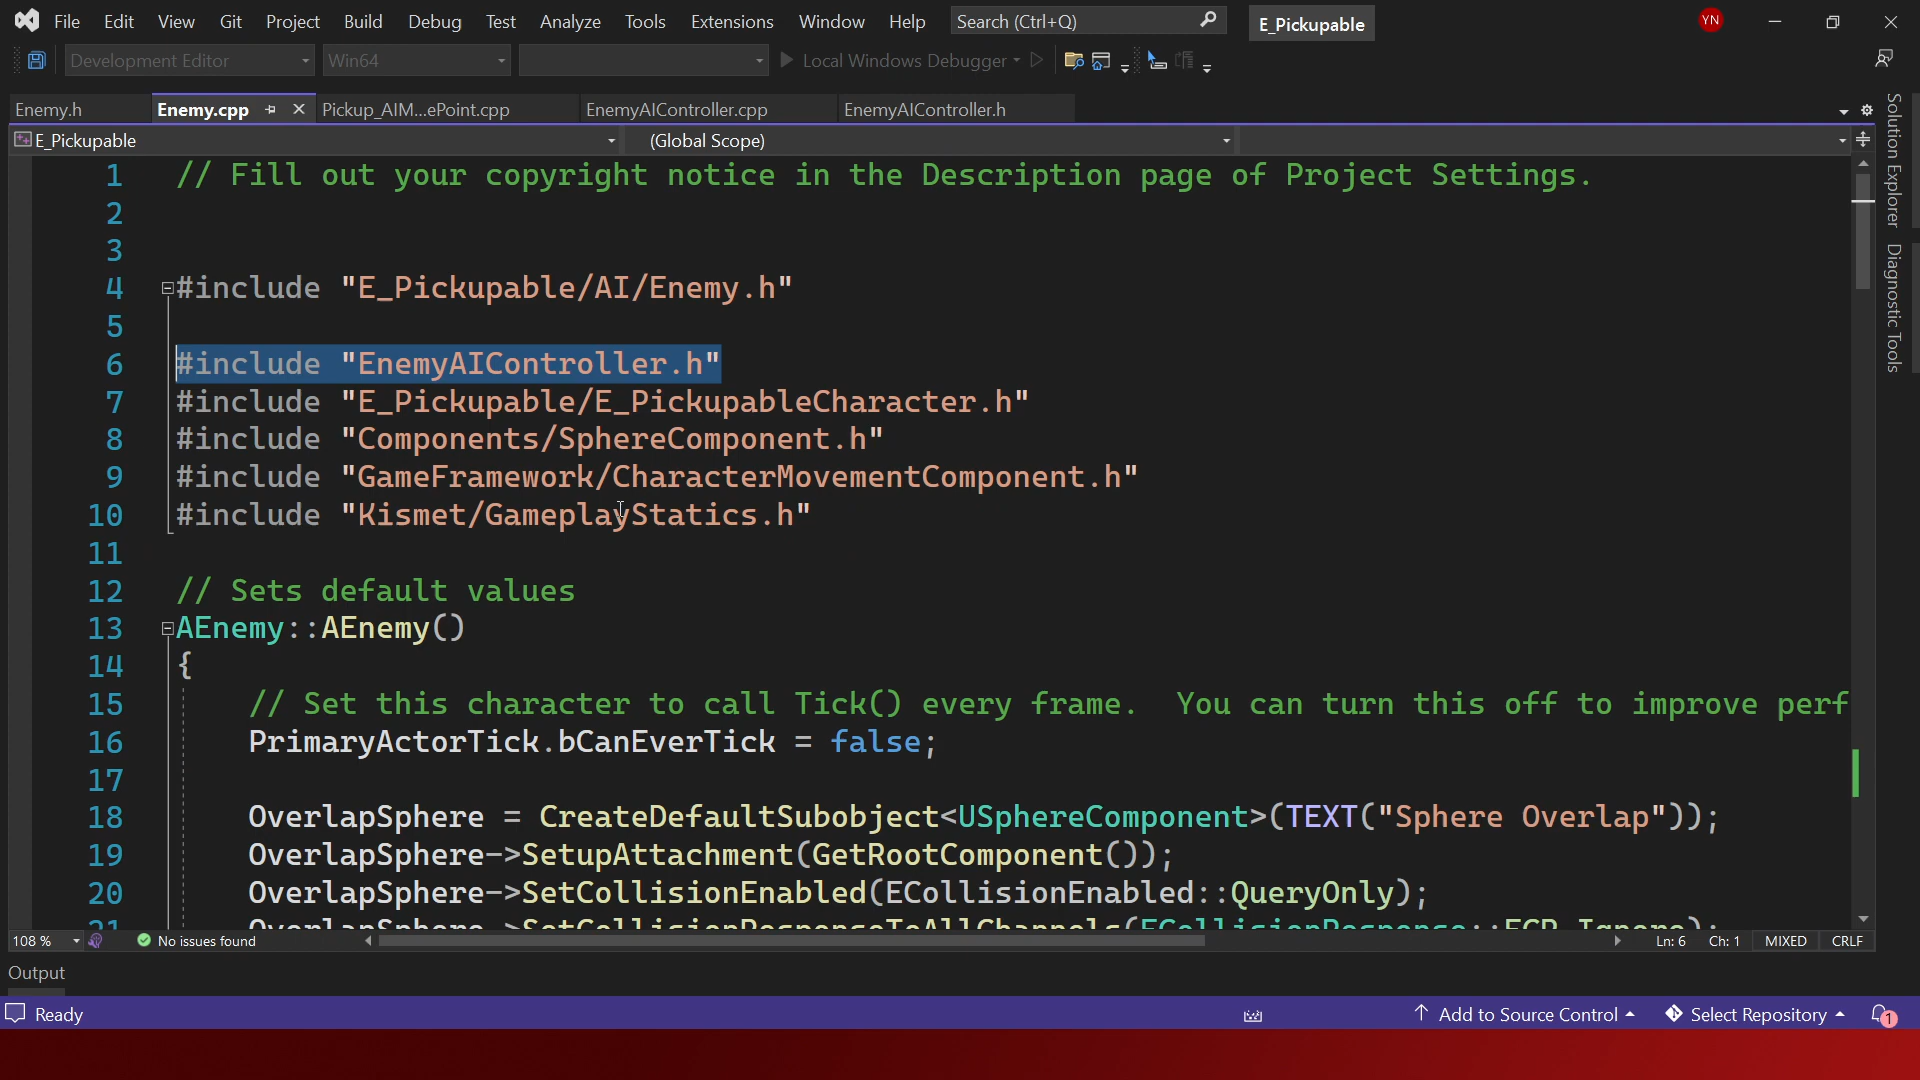 File Edit View Git Project Build Debug Test Analyze Tools Extensions Window Help Search (Ctrl+Q) E_Pickupable YN
Development Editor Win64 Local Windows Debugger
Enemy.h Enemy.cpp Pickup_AIM...ePoint.cpp EnemyAIController.cpp EnemyAIController.h
E_Pickupable (Global Scope)
Solution Explorer
Diagnostic Tools
1 // Fill out your copyright notice in the Description page of Project Settings.
2
3
4 #include "E_Pickupable/AI/Enemy.h"
5
6 #include "EnemyAIController.h"
7 #include "E_Pickupable/E_PickupableCharacter.h"
8 #include "Components/SphereComponent.h"
9 #include "GameFramework/CharacterMovementComponent.h"
10 #include "Kismet/GameplayStatics.h"
11
12 // Sets default values
13 AEnemy::AEnemy()
14 {
15 // Set this character to call Tick() every frame. You can turn this off to improve perf
16 PrimaryActorTick.bCanEverTick = false;
17
18 OverlapSphere = CreateDefaultSubobject<USphereComponent>(TEXT("Sphere Overlap"));
19 OverlapSphere->SetupAttachment(GetRootComponent());
20 OverlapSphere->SetCollisionEnabled(ECollisionEnabled::QueryOnly);
21 OverlapSphere->SetCollisionResponseToAllChannels(ECollisionResponse::ECR_Ignore);
108 % No issues found Ln: 6 Ch: 1 MIXED CRLF
Output
Ready Add to Source Control Select Repository 1